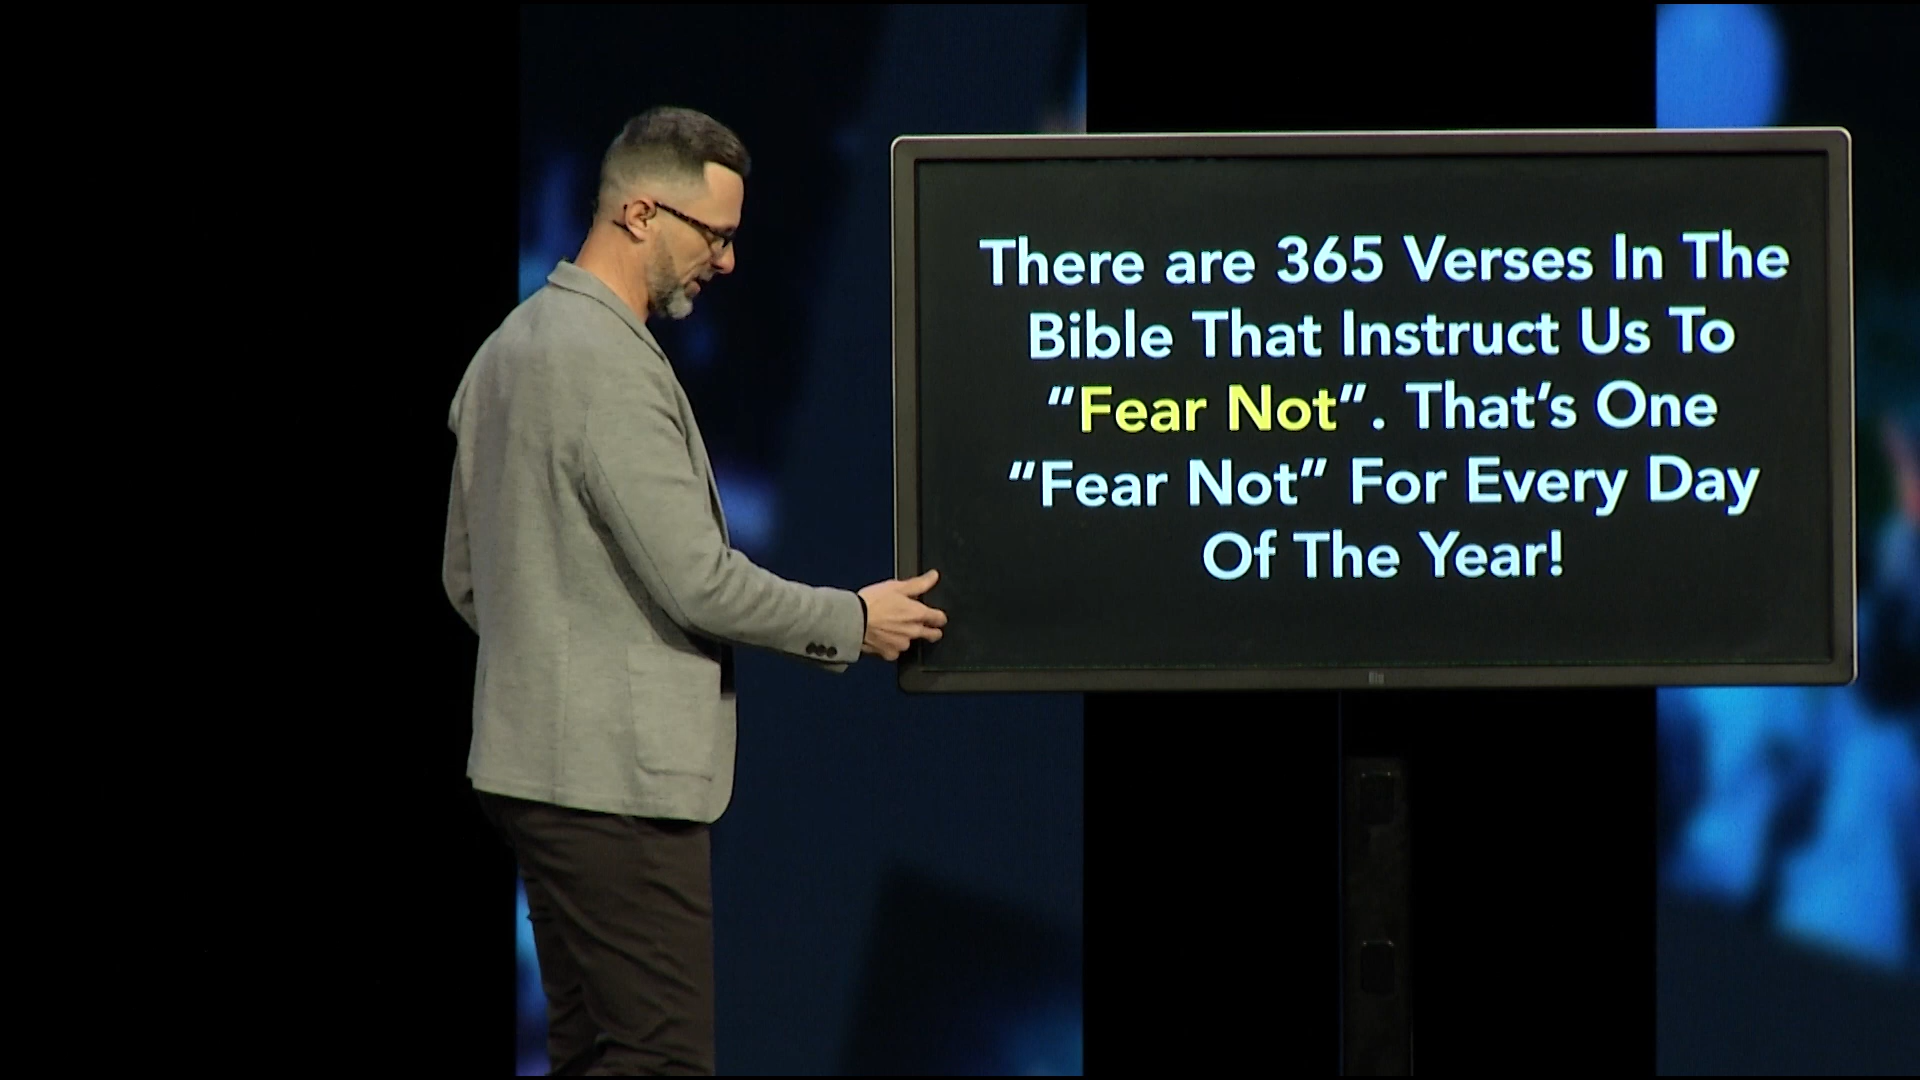 There are 365 Verses In The
Bible That Instruct Us To
“Fear Not”. That’s One
“Fear Not” For Every Day
Of The Year!